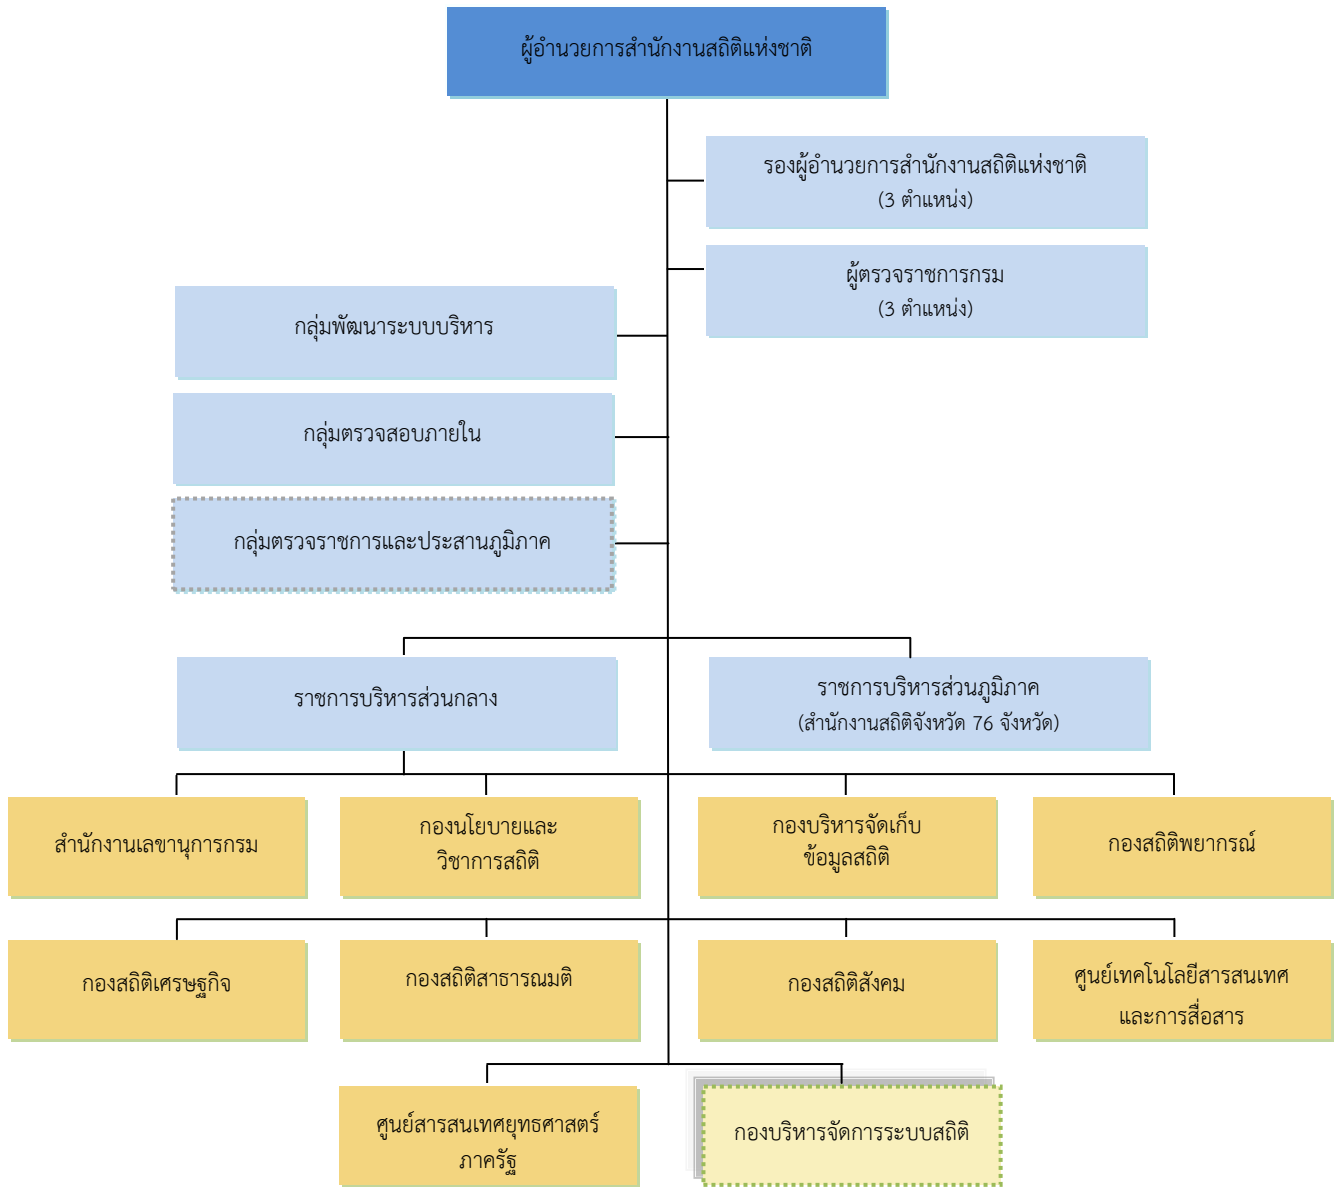 ผู้อำนวยการสำนักงานสถิติแห่งชาติ
รองผู้อำนวยการสำนักงานสถิติแห่งชาติ
(3 ตำแหน่ง)
ผู้ตรวจราชการกรม
(3 ตำแหน่ง)
กลุ่มพัฒนาระบบบริหาร
กลุ่มตรวจสอบภายใน
กลุ่มตรวจราชการและประสานภูมิภาค
ราชการบริหารส่วนกลาง
ราชการบริหารส่วนภูมิภาค
(สำนักงานสถิติจังหวัด 76 จังหวัด)
สำนักงานเลขานุการกรม
กองนโยบายและ
วิชาการสถิติ
กองบริหารจัดเก็บ
ข้อมูลสถิติ
กองสถิติพยากรณ์
กองสถิติเศรษฐกิจ
กองสถิติสาธารณมติ
กองสถิติสังคม
ศูนย์เทคโนโลยีสารสนเทศ
และการสื่อสาร
ศูนย์สารสนเทศยุทธศาสตร์
ภาครัฐ
กองบริหารจัดการระบบสถิติ